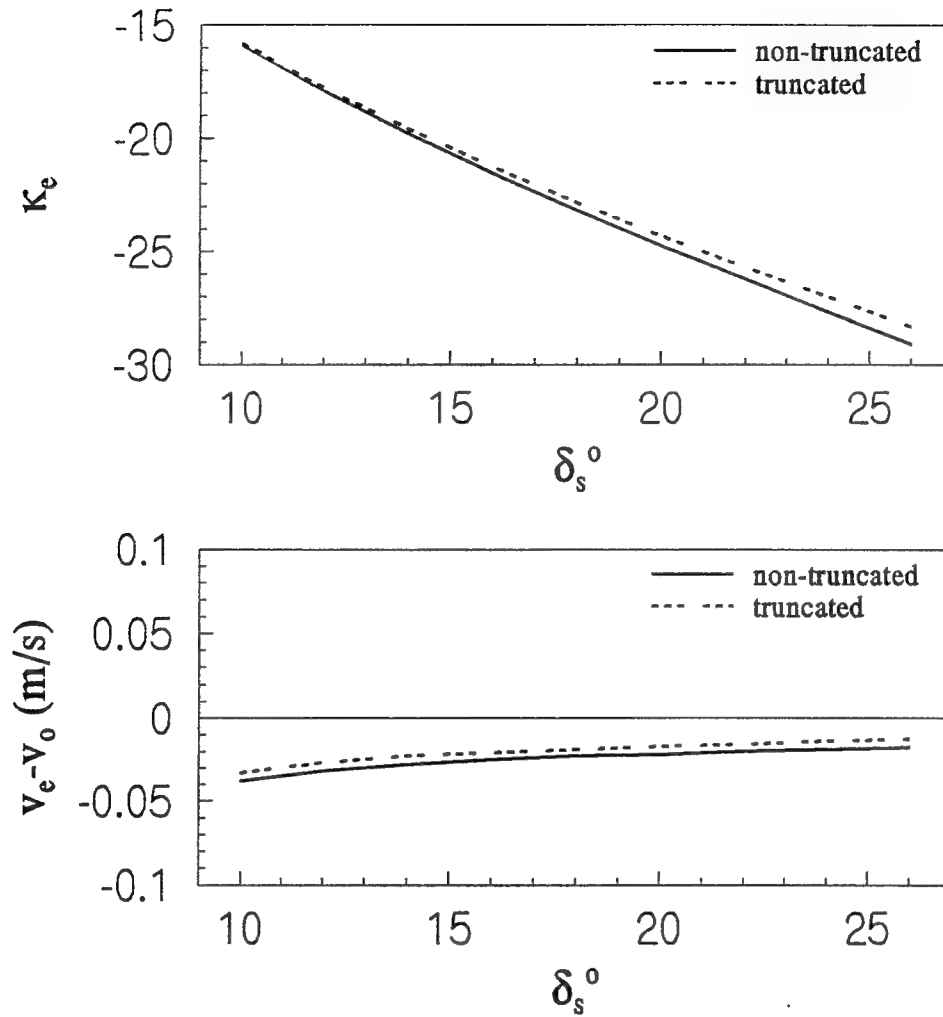 -15
non-truncated
truncated
-20
κe
-25
-30
10 15 20 25
δs°
0.1
non-truncated
truncated
0.05
ve-vo (m/s)
0
-0.05
-0.1
10 15 20 25
δs°